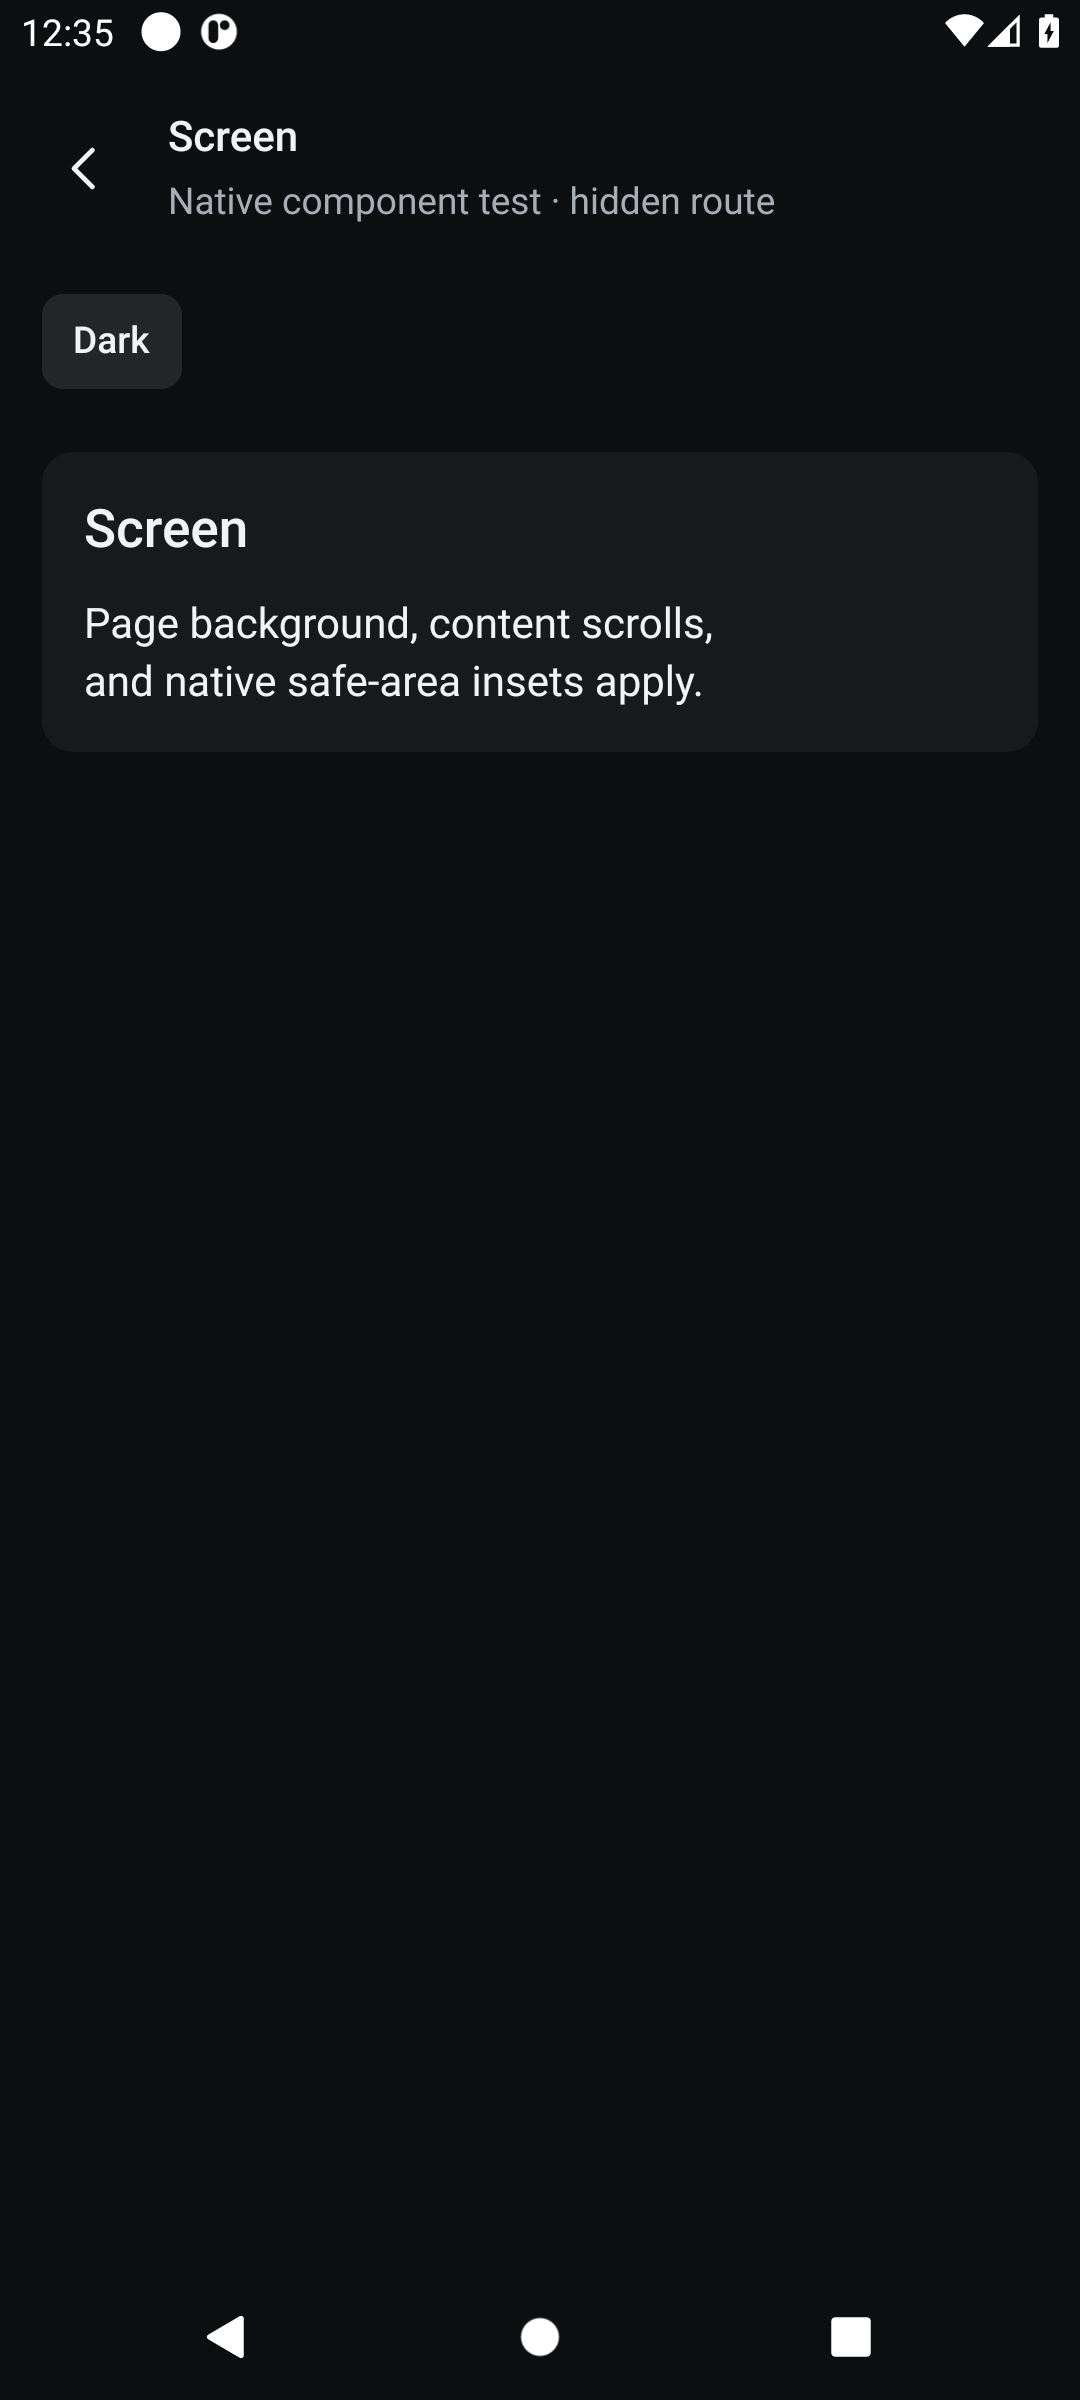 12:35
Screen
Native component test · hidden route
Dark
Screen
Page background, content scrolls,
and native safe-area insets apply.